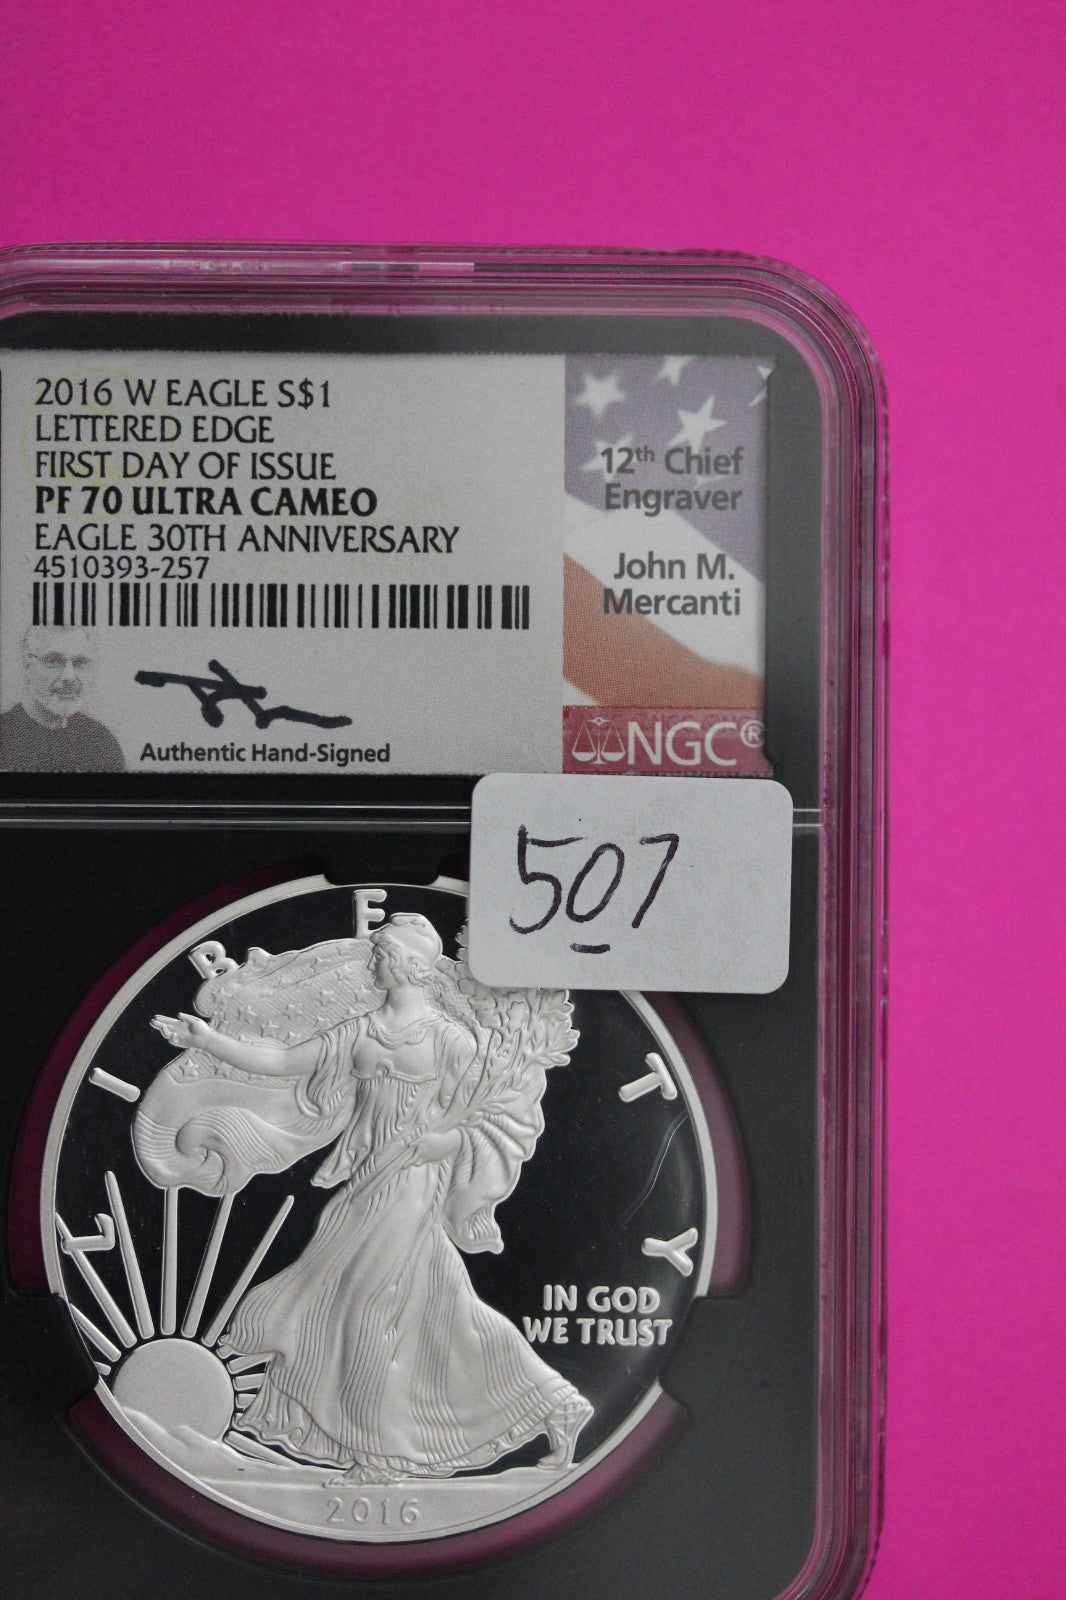 2016 W EAGLE S$1
LETTERED EDGE
FIRST DAY OF ISSUE
PF 70 ULTRA CAMEO
EAGLE 30TH ANNIVERSARY
4510393-257
Authentic Hand-Signed
12th Chief
Engraver
John M.
Mercanti
NGC®
507
L I B E T Y
IN GOD
WE TRUST
2016